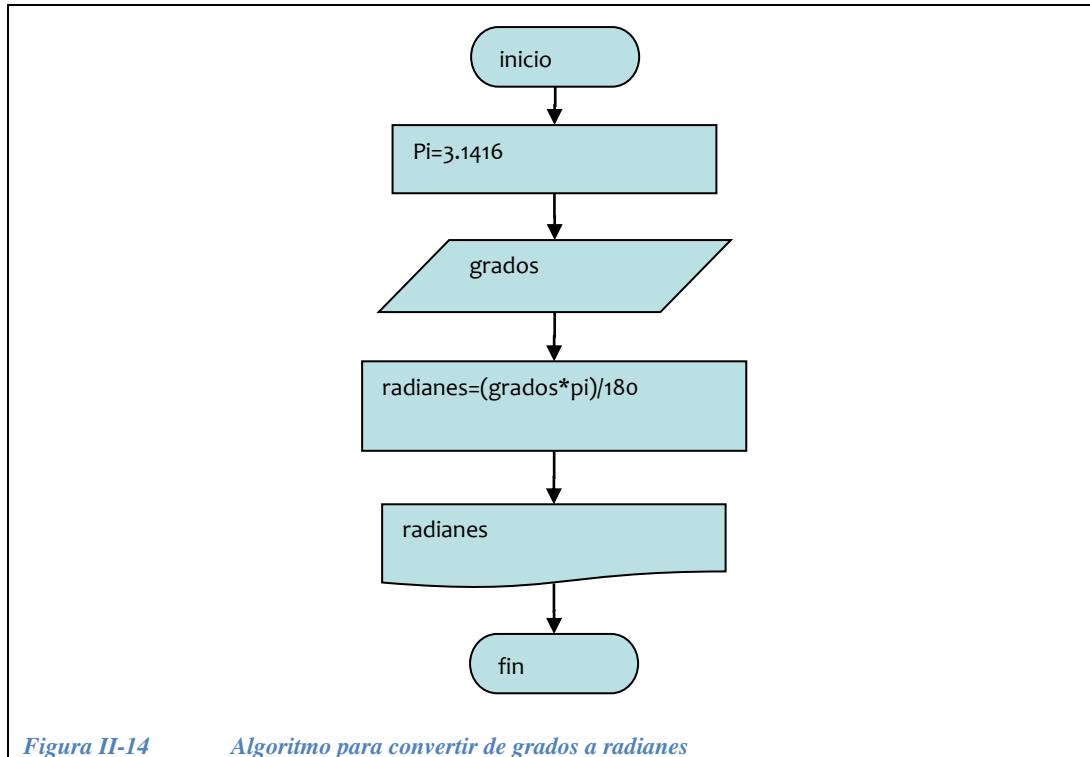 inicio
Pi=3.1416
grados
radianes=(grados*pi)/180
radianes
fin
Figura II-14 Algoritmo para convertir de grados a radianes